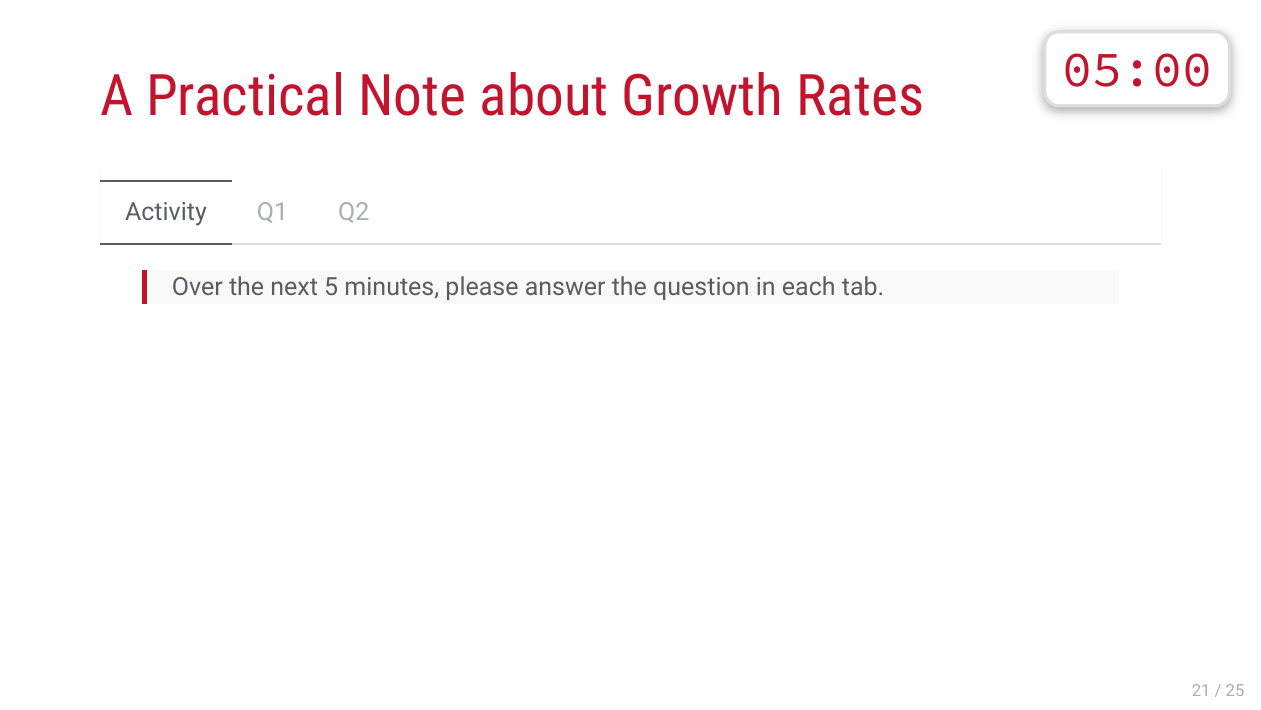 A Practical Note about Growth Rates
05:00
Activity Q1 Q2
Over the next 5 minutes, please answer the question in each tab.
21 / 25